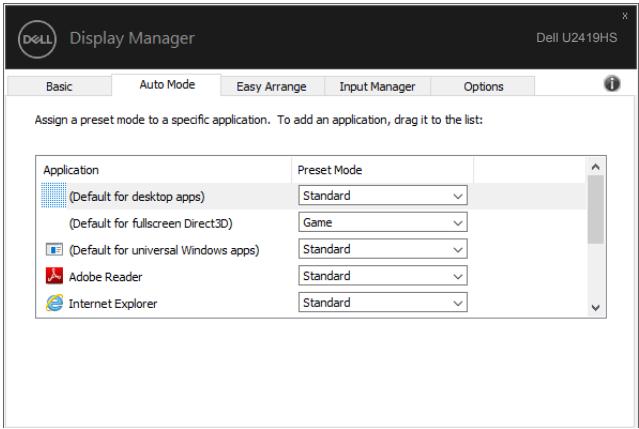 x
DELL Display Manager Dell U2419HS
Basic Auto Mode Easy Arrange Input Manager Options i
Assign a preset mode to a specific application. To add an application, drag it to the list:
Application Preset Mode
(Default for desktop apps) Standard
(Default for fullscreen Direct3D) Game
(Default for universal Windows apps) Standard
Adobe Reader Standard
Internet Explorer Standard